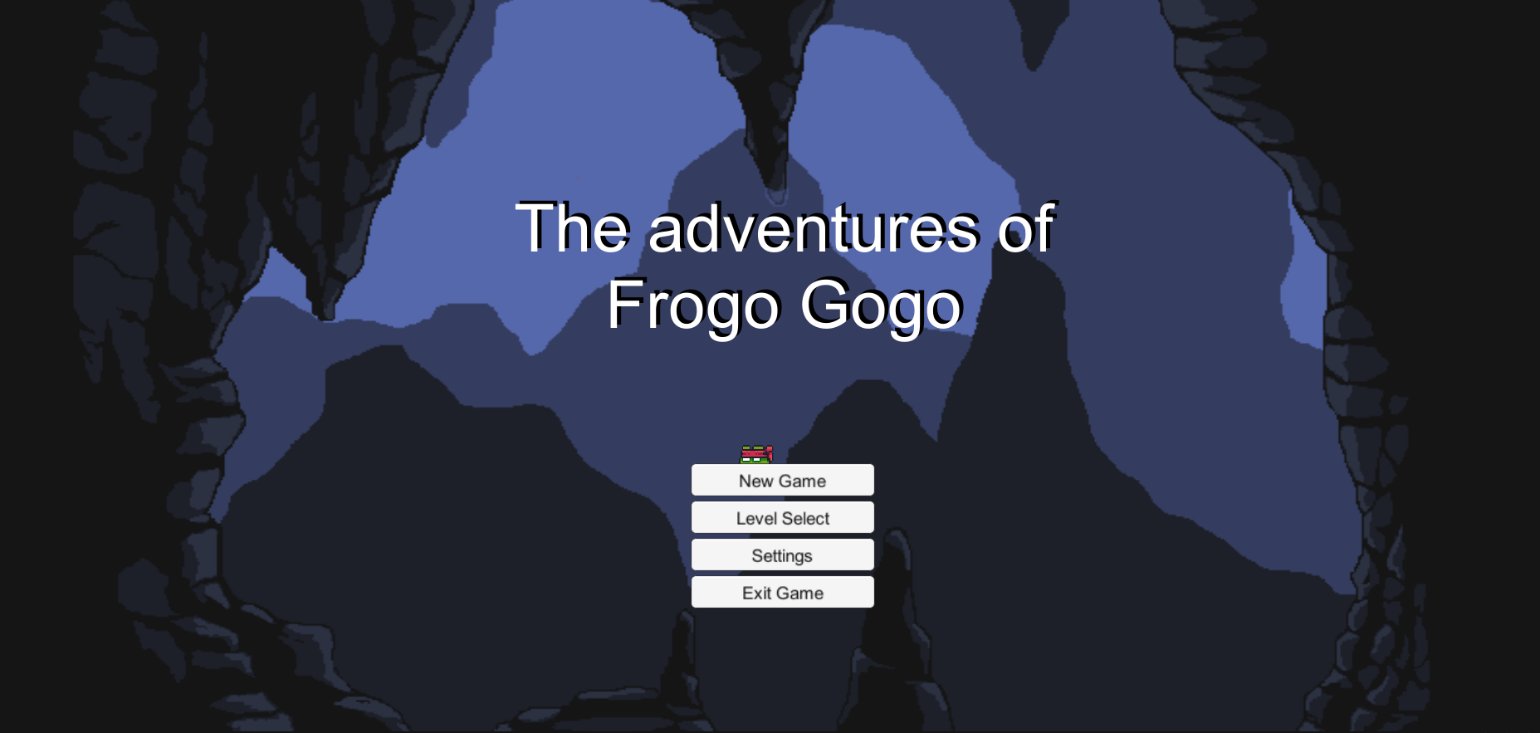 The adventures of
Frogo Gogo
New Game
Level Select
Settings
Exit Game